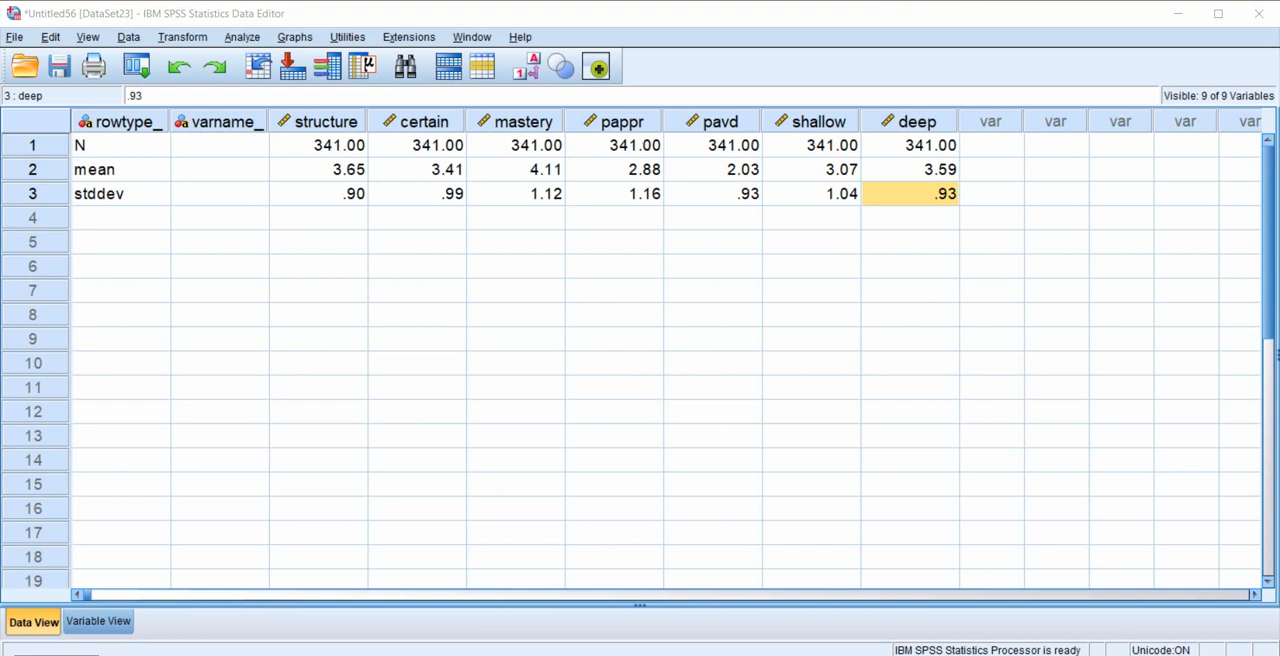 *Untitled56 [DataSet23] - IBM SPSS Statistics Data Editor
File Edit View Data Transform Analyze Graphs Utilities Extensions Window Help
3 : deep .93 Visible: 9 of 9 Variables
rowtype_ varname_ structure certain mastery pappr pavd shallow deep var var var var var
1 N 341.00 341.00 341.00 341.00 341.00 341.00 341.00
2 mean 3.65 3.41 4.11 2.88 2.03 3.07 3.59
3 stddev .90 .99 1.12 1.16 .93 1.04 .93
4
5
6
7
8
9
10
11
12
13
14
15
16
17
18
19
Data View Variable View
IBM SPSS Statistics Processor is ready Unicode:ON